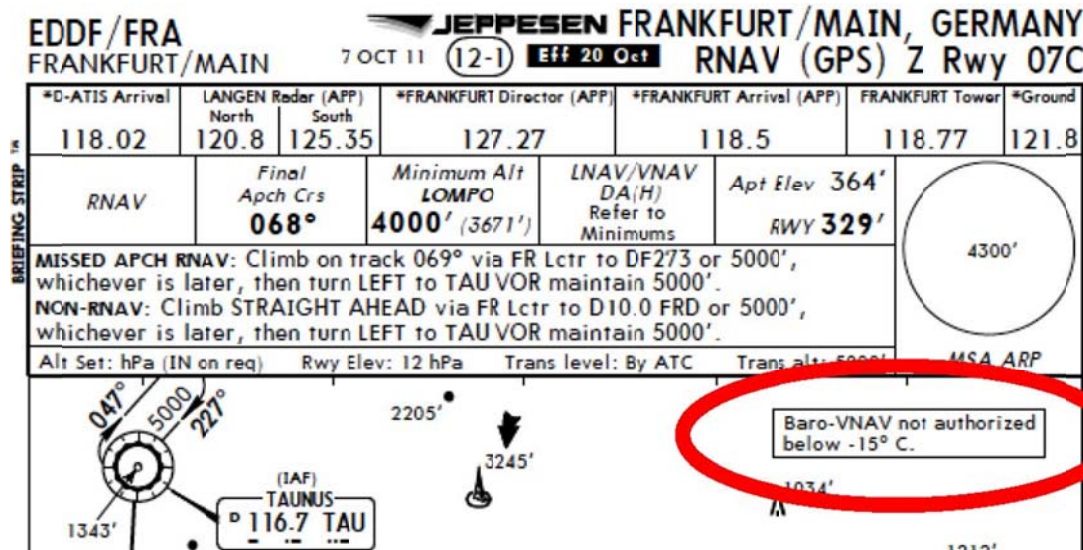 EDDF/FRA
FRANKFURT/MAIN
JEPPESEN
7 OCT 11 12-1 Eff 20 Oct
FRANKFURT/MAIN, GERMANY
RNAV (GPS) Z Rwy 07C
BRIEFING STRIP TM
*D-ATIS Arrival
118.02
LANGEN Radar (APP)
North South
120.8 125.35
*FRANKFURT Director (APP)
127.27
*FRANKFURT Arrival (APP)
118.5
FRANKFURT Tower
118.77
*Ground
121.8
RNAV
Final
Apch Crs
068°
Minimum Alt
LOMPO
4000' (3671')
LNAV/VNAV
DA(H)
Refer to
Minimums
Apt Elev 364'
RWY 329'
4300'
MSA ARP
MISSED APCH RNAV: Climb on track 069° via FR Lctr to DF273 or 5000',
whichever is later, then turn LEFT to TAU VOR maintain 5000'.
NON-RNAV: Climb STRAIGHT AHEAD via FR Lctr to D10.0 FRD or 5000',
whichever is later, then turn LEFT to TAU VOR maintain 5000'.
Alt Set: hPa (IN on req) Rwy Elev: 12 hPa Trans level: By ATC Trans alt: 5000'
047°
5000
227°
2205'
3245'
Baro-VNAV not authorized
below -15° C.
1034'
(IAF)
TAUNUS
D 116.7 TAU
1343'